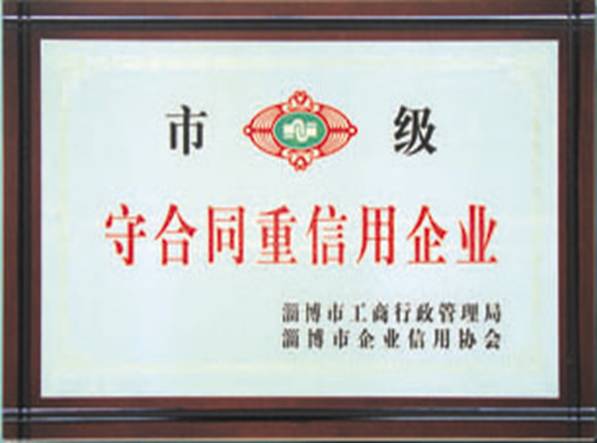 市 级
守合同重信用企业
淄博市工商行政管理局
淄博市企业信用协会